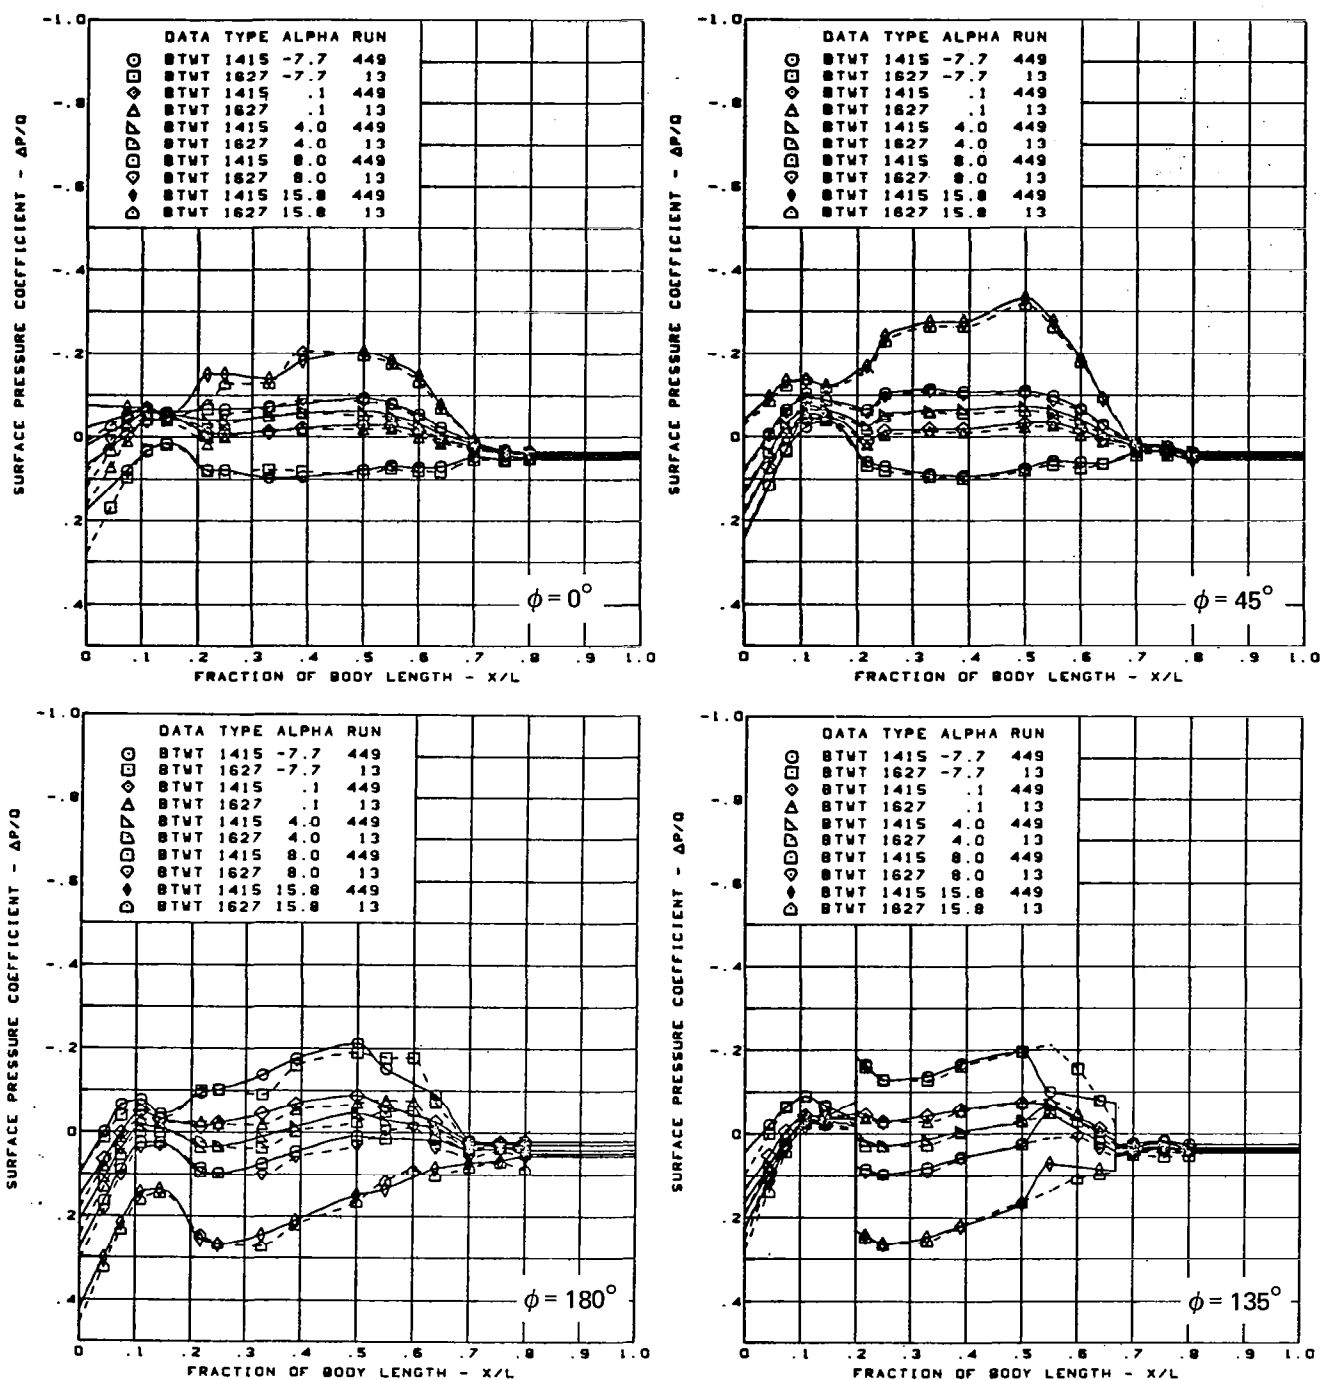 -1.0
DATA TYPE ALPHA RUN
BTWT 1415 -7.7 449
BTWT 1627 -7.7 13
BTWT 1415 .1 449
BTWT 1627 .1 13
BTWT 1415 4.0 449
BTWT 1627 4.0 13
BTWT 1415 8.0 449
BTWT 1627 8.0 13
BTWT 1415 15.8 449
BTWT 1627 15.8 13
-.8
-.6
-.4
-.2
0
.2
.4
SURFACE PRESSURE COEFFICIENT - ΔP/Q
ϕ = 0°
0 .1 .2 .3 .4 .5 .6 .7 .8 .9 1.0
FRACTION OF BODY LENGTH - X/L
-1.0
DATA TYPE ALPHA RUN
BTWT 1415 -7.7 449
BTWT 1627 -7.7 13
BTWT 1415 .1 449
BTWT 1627 .1 13
BTWT 1415 4.0 449
BTWT 1627 4.0 13
BTWT 1415 8.0 449
BTWT 1627 8.0 13
BTWT 1415 15.8 449
BTWT 1627 15.8 13
-.8
-.6
-.4
-.2
0
.2
.4
SURFACE PRESSURE COEFFICIENT - ΔP/Q
ϕ = 45°
0 .1 .2 .3 .4 .5 .6 .7 .8 .9 1.0
FRACTION OF BODY LENGTH - X/L
-1.0
DATA TYPE ALPHA RUN
BTWT 1415 -7.7 449
BTWT 1627 -7.7 13
BTWT 1415 .1 449
BTWT 1627 .1 13
BTWT 1415 4.0 449
BTWT 1627 4.0 13
BTWT 1415 8.0 449
BTWT 1627 8.0 13
BTWT 1415 15.8 449
BTWT 1627 15.8 13
-.8
-.6
-.4
-.2
0
.2
.4
SURFACE PRESSURE COEFFICIENT - ΔP/Q
ϕ = 180°
0 .1 .2 .3 .4 .5 .6 .7 .8 .9 1.0
FRACTION OF BODY LENGTH - X/L
-1.0
DATA TYPE ALPHA RUN
BTWT 1415 -7.7 449
BTWT 1627 -7.7 13
BTWT 1415 .1 449
BTWT 1627 .1 13
BTWT 1415 4.0 449
BTWT 1627 4.0 13
BTWT 1415 8.0 449
BTWT 1627 8.0 13
BTWT 1415 15.8 449
BTWT 1627 15.8 13
-.8
-.6
-.4
-.2
0
.2
.4
SURFACE PRESSURE COEFFICIENT - ΔP/Q
ϕ = 135°
0 .1 .2 .3 .4 .5 .6 .7 .8 .9 1.0
FRACTION OF BODY LENGTH - X/L